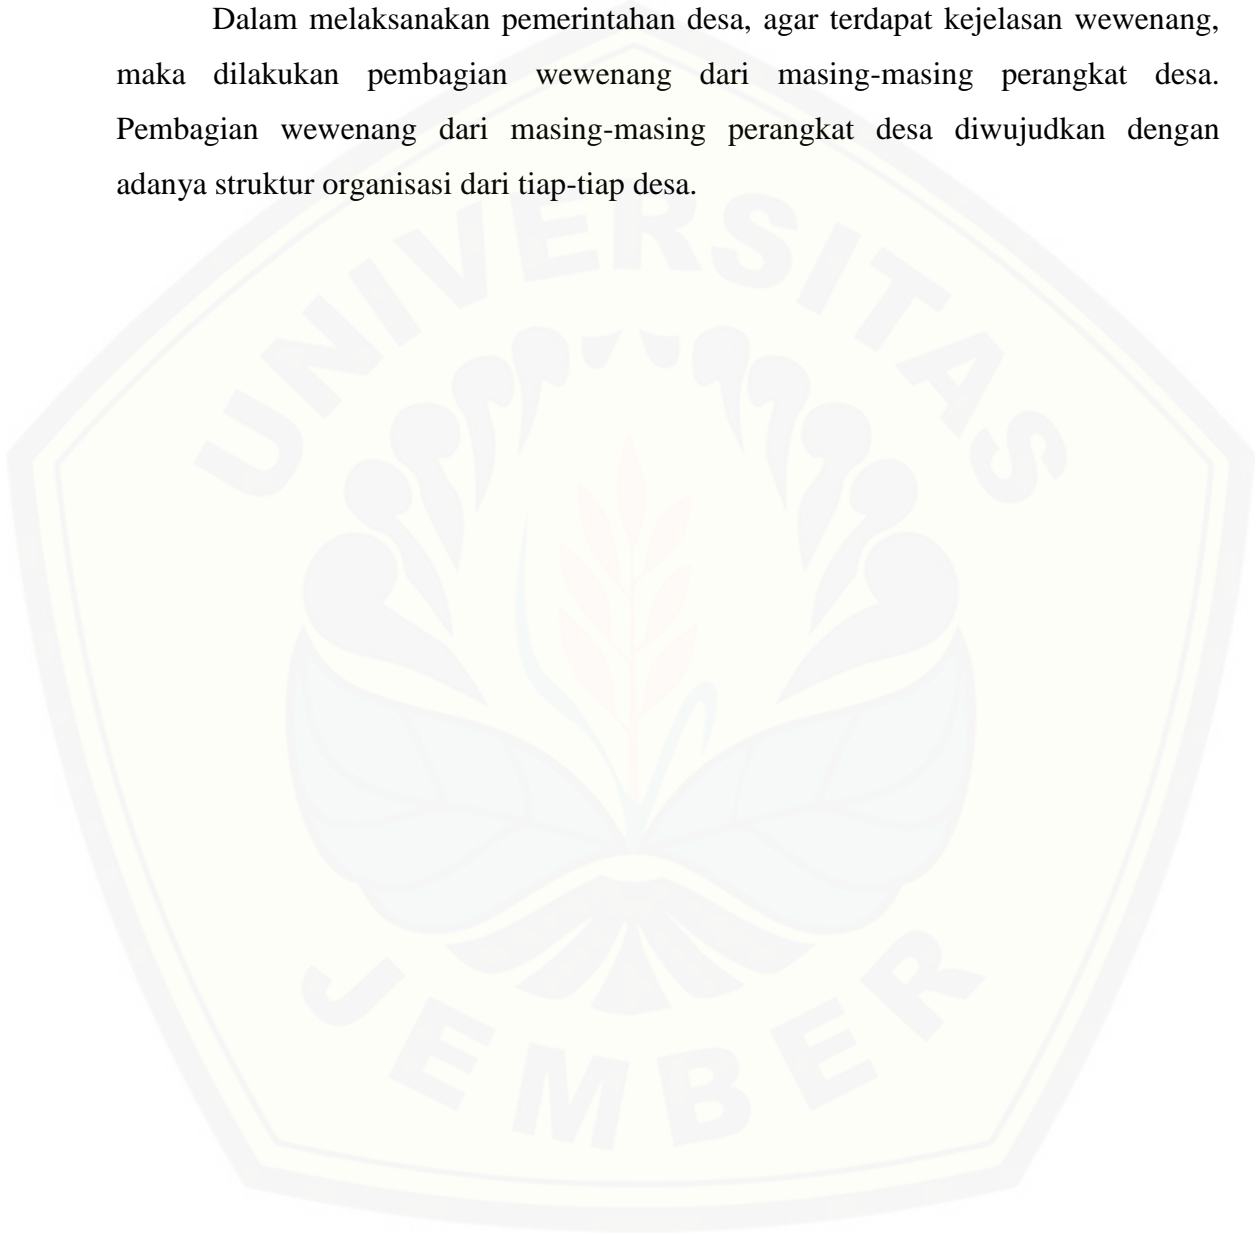 Dalam melaksanakan pemerintahan desa, agar terdapat kejelasan wewenang,
maka dilakukan pembagian wewenang dari masing-masing perangkat desa.
Pembagian wewenang dari masing-masing perangkat desa diwujudkan dengan
adanya struktur organisasi dari tiap-tiap desa.
UNIVERSITAS
JEMBER